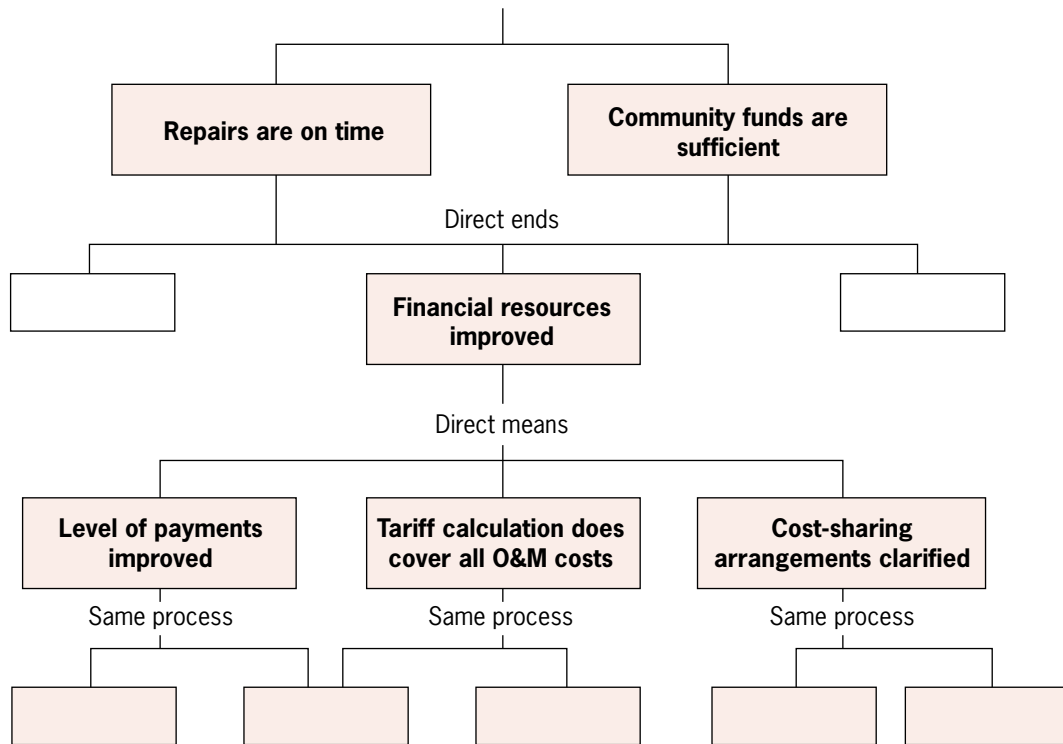 Repairs are on time
Community funds are
sufficient
Direct ends
Financial resources
improved
Direct means
Level of payments
improved
Tariff calculation does
cover all O&M costs
Cost-sharing
arrangements clarified
Same process
Same process
Same process